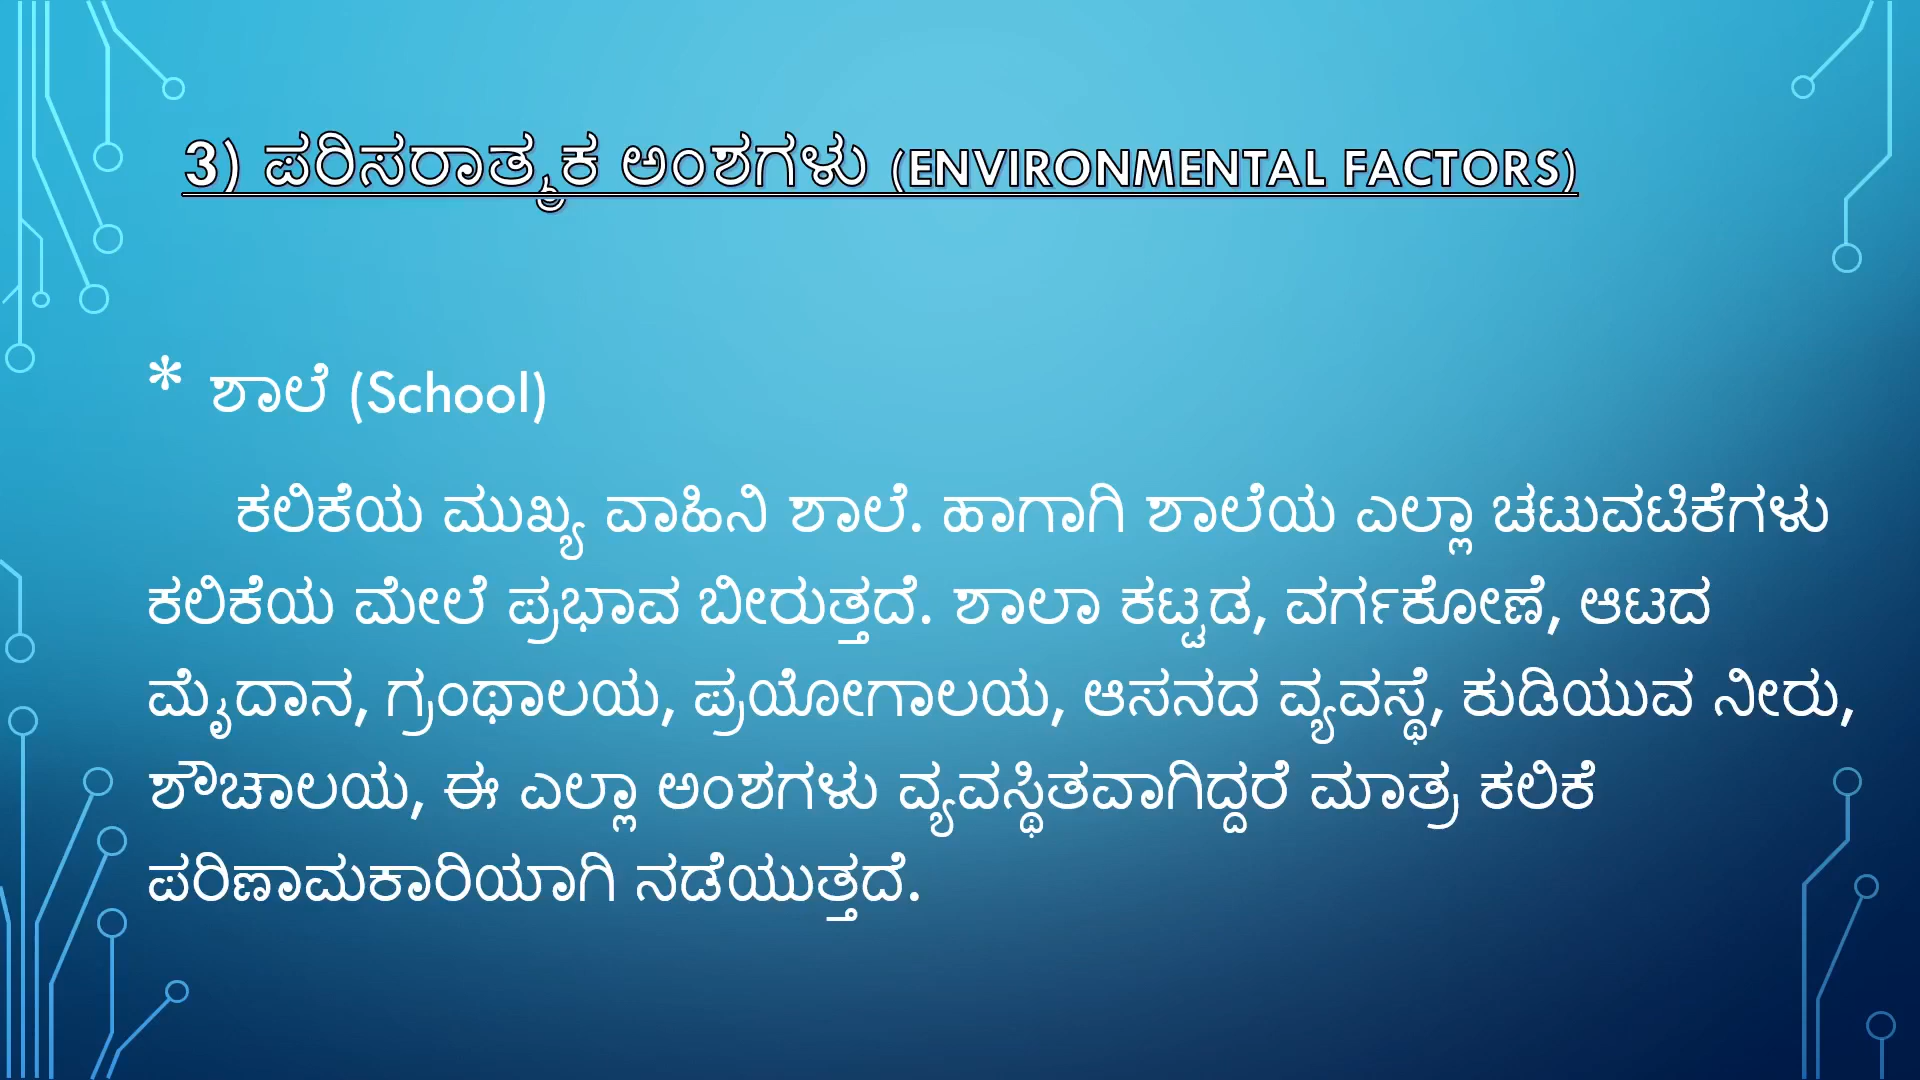 3) ಪರಿಸರಾತ್ಮಕ ಅಂಶಗಳು (ENVIRONMENTAL FACTORS)
* ಶಾಲೆ (School)
ಕಲಿಕೆಯ ಮುಖ್ಯ ವಾಹಿನಿ ಶಾಲೆ. ಹಾಗಾಗಿ ಶಾಲೆಯ ಎಲ್ಲಾ ಚಟುವಟಿಕೆಗಳು
ಕಲಿಕೆಯ ಮೇಲೆ ಪ್ರಭಾವ ಬೀರುತ್ತದೆ. ಶಾಲಾ ಕಟ್ಟಡ, ವರ್ಗಕೋಣೆ, ಆಟದ
ಮೈದಾನ, ಗ್ರಂಥಾಲಯ, ಪ್ರಯೋಗಾಲಯ, ಆಸನದ ವ್ಯವಸ್ಥೆ, ಕುಡಿಯುವ ನೀರು,
ಶೌಚಾಲಯ, ಈ ಎಲ್ಲಾ ಅಂಶಗಳು ವ್ಯವಸ್ಥಿತವಾಗಿದ್ದರೆ ಮಾತ್ರ ಕಲಿಕೆ
ಪರಿಣಾಮಕಾರಿಯಾಗಿ ನಡೆಯುತ್ತದೆ.